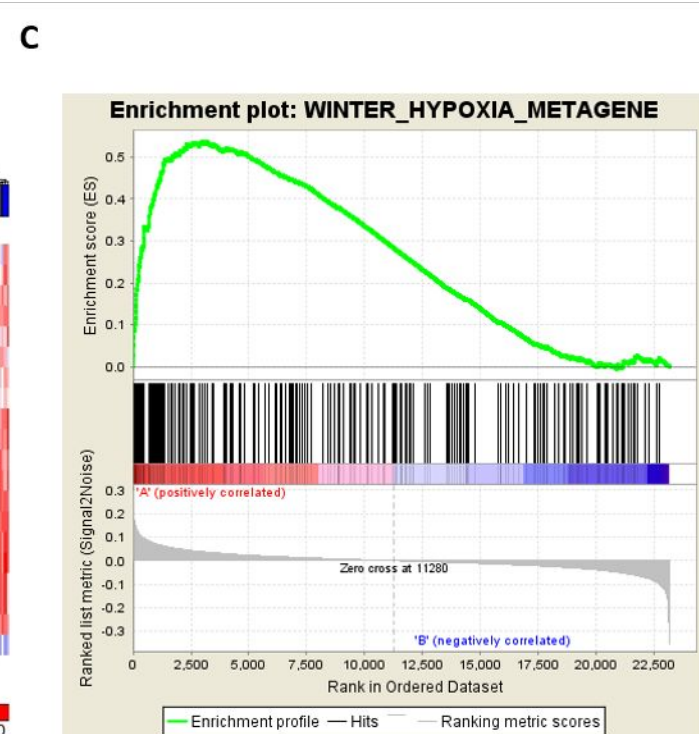 C
Enrichment plot: WINTER_HYPOXIA_METAGENE
Enrichment score (ES)
0.5
0.4
0.3
0.2
0.1
0.0
Ranked list metric (Signal2Noise)
0.3
0.2
0.1
0.0
-0.1
-0.2
-0.3
'A' (positively correlated)
Zero cross at 11280
'B' (negatively correlated)
0 2,500 5,000 7,500 10,000 12,500 15,000 17,500 20,000 22,500
Rank in Ordered Dataset
Enrichment profile Hits Ranking metric scores